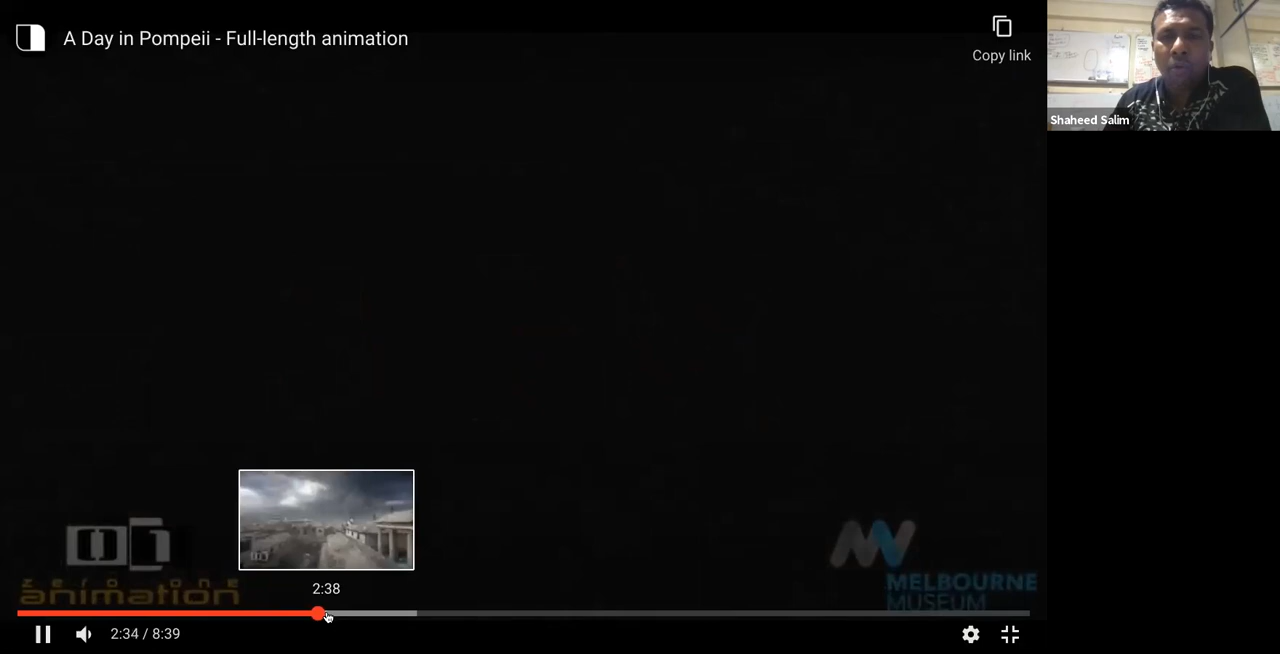 A Day in Pompeii - Full-length animation
Copy link
Shaheed Salim
zero one
animation
MELBOURNE
MUSEUM
2:38
2:34 / 8:39